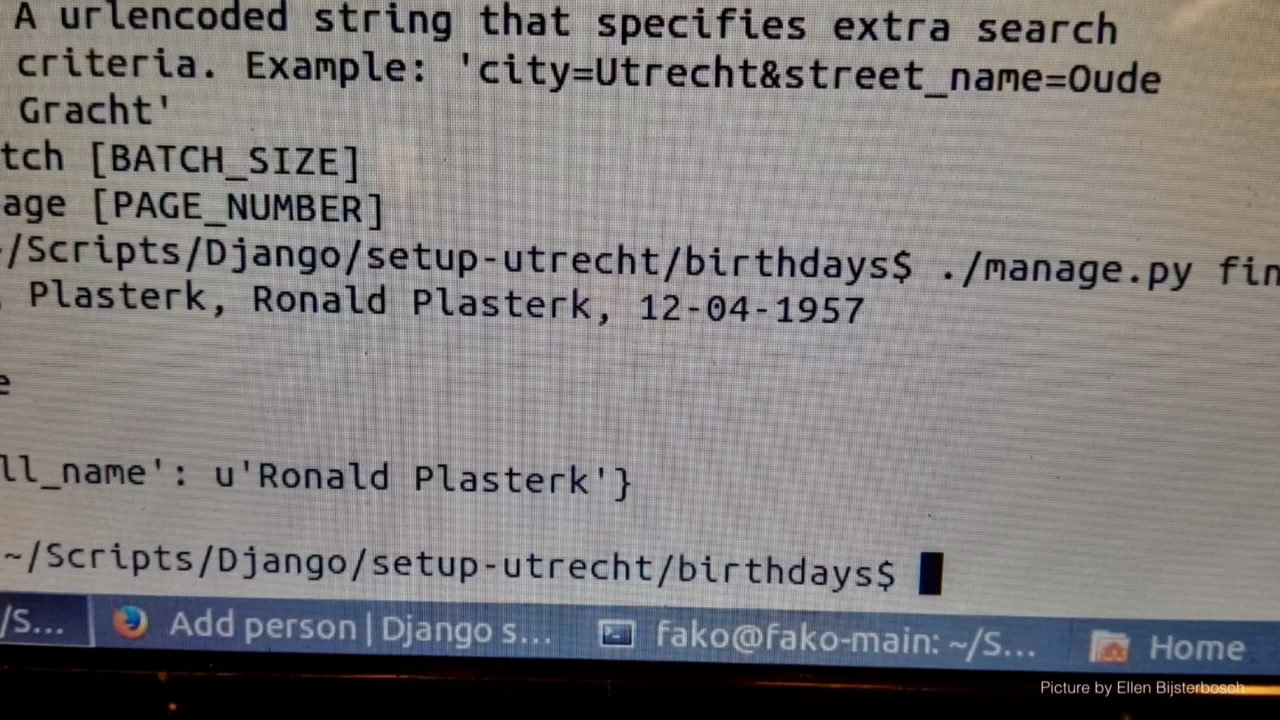 A urlencoded string that specifies extra search
criteria. Example: 'city=Utrecht&street_name=Oude
Gracht'
tch [BATCH_SIZE]
age [PAGE_NUMBER]
~/Scripts/Django/setup-utrecht/birthdays$ ./manage.py fin
Plasterk, Ronald Plasterk, 12-04-1957
e
ll_name': u'Ronald Plasterk'}
~/Scripts/Django/setup-utrecht/birthdays$
/S... Add person | Django s... fako@fako-main: ~/S... Home
Picture by Ellen Bijsterbosch